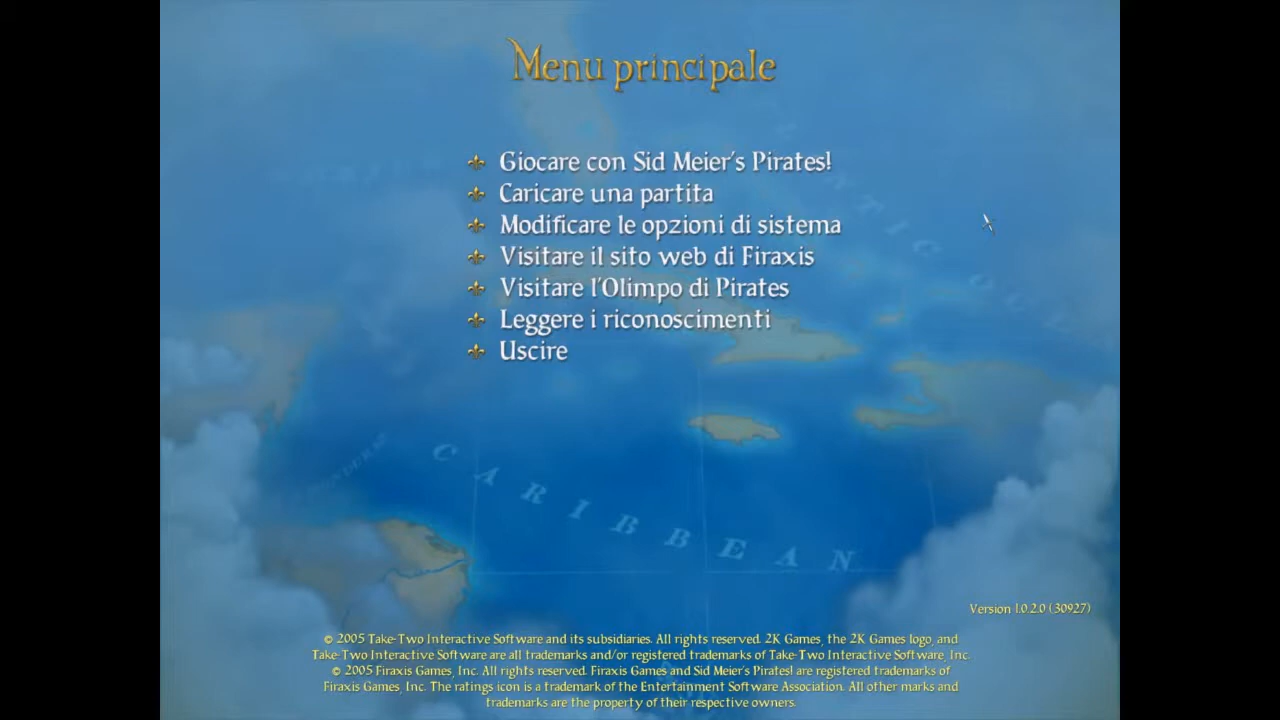 Menu principale
Giocare con Sid Meier's Pirates!
Caricare una partita
Modificare le opzioni di sistema
Visitare il sito web di Firaxis
Visitare l'Olimpo di Pirates
Leggere i riconoscimenti
Uscire
CARIBBEAN
Version 1.0.2.0 (30927)
© 2005 Take-Two Interactive Software and its subsidiaries. All rights reserved. 2K Games, the 2K Games logo, and
Take-Two Interactive Software are all trademarks and/or registered trademarks of Take-Two Interactive Software, Inc.
© 2005 Firaxis Games, Inc. All rights reserved. Firaxis Games and Sid Meier's Pirates! are registered trademarks of
Firaxis Games, Inc. The ratings icon is a trademark of the Entertainment Software Association. All other marks and
trademarks are the property of their respective owners.